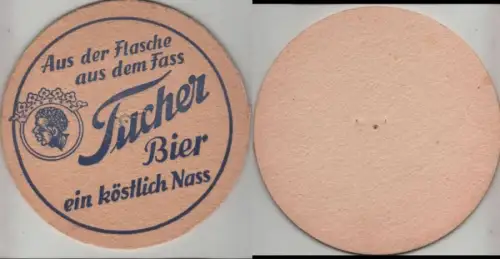 Aus der Flasche
aus dem Fass
Tucher
Bier
ein köstlich Nass